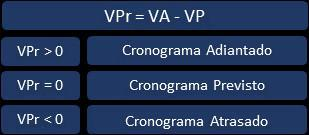 VPr = VA - VP
VPr > 0 Cronograma Adiantado
VPr = 0 Cronograma Previsto
VPr < 0 Cronograma Atrasado